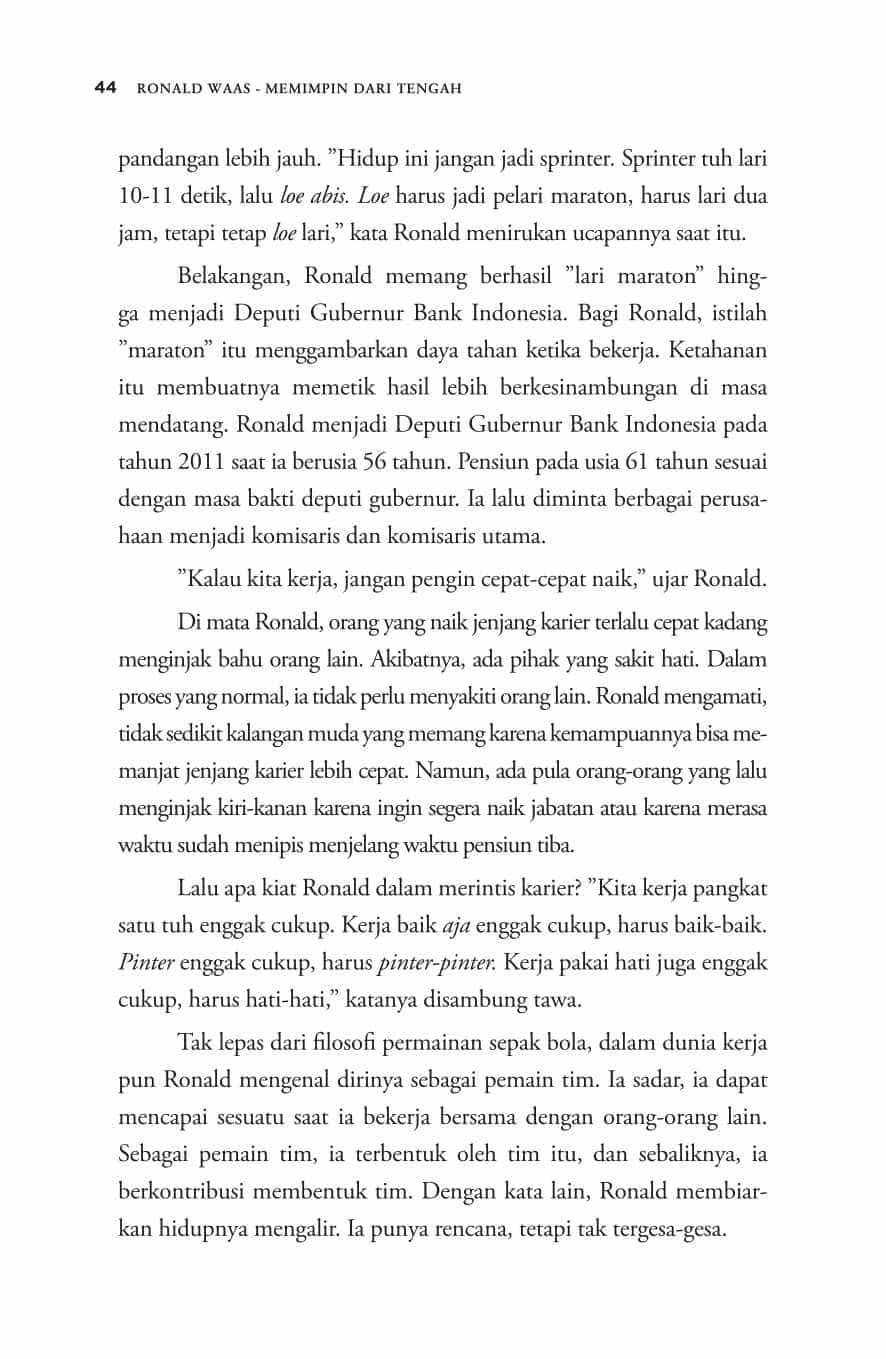 44 RONALD WAAS - MEMIMPIN DARI TENGAH
pandangan lebih jauh. ”Hidup ini jangan jadi sprinter. Sprinter tuh lari
10-11 detik, lalu loe abis. Loe harus jadi pelari maraton, harus lari dua
jam, tetapi tetap loe lari,” kata Ronald menirukan ucapannya saat itu.
Belakangan, Ronald memang berhasil ”lari maraton” hing-
ga menjadi Deputi Gubernur Bank Indonesia. Bagi Ronald, istilah
”maraton” itu menggambarkan daya tahan ketika bekerja. Ketahanan
itu membuatnya memetik hasil lebih berkesinambungan di masa
mendatang. Ronald menjadi Deputi Gubernur Bank Indonesia pada
tahun 2011 saat ia berusia 56 tahun. Pensiun pada usia 61 tahun sesuai
dengan masa bakti deputi gubernur. Ia lalu diminta berbagai perusa-
haan menjadi komisaris dan komisaris utama.
”Kalau kita kerja, jangan pengin cepat-cepat naik,” ujar Ronald.
Di mata Ronald, orang yang naik jenjang karier terlalu cepat kadang
menginjak bahu orang lain. Akibatnya, ada pihak yang sakit hati. Dalam
proses yang normal, ia tidak perlu menyakiti orang lain. Ronald mengamati,
tidak sedikit kalangan muda yang memang karena kemampuannya bisa me-
manjat jenjang karier lebih cepat. Namun, ada pula orang-orang yang lalu
menginjak kiri-kanan karena ingin segera naik jabatan atau karena merasa
waktu sudah menipis menjelang waktu pensiun tiba.
Lalu apa kiat Ronald dalam merintis karier? ”Kita kerja pangkat
satu tuh enggak cukup. Kerja baik aja enggak cukup, harus baik-baik.
Pinter enggak cukup, harus pinter-pinter. Kerja pakai hati juga enggak
cukup, harus hati-hati,” katanya disambung tawa.
Tak lepas dari filosofi permainan sepak bola, dalam dunia kerja
pun Ronald mengenal dirinya sebagai pemain tim. Ia sadar, ia dapat
mencapai sesuatu saat ia bekerja bersama dengan orang-orang lain.
Sebagai pemain tim, ia terbentuk oleh tim itu, dan sebaliknya, ia
berkontribusi membentuk tim. Dengan kata lain, Ronald membiar-
kan hidupnya mengalir. Ia punya rencana, tetapi tak tergesa-gesa.